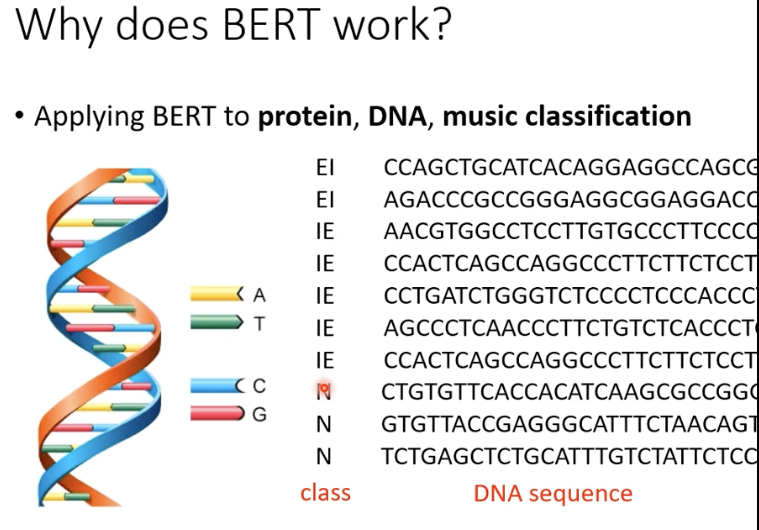 Why does BERT work?
• Applying BERT to protein, DNA, music classification
EI CCAGCTGCATCACAGGAGGCCAGCG
EI AGACCCGCCGGGAGGCGGAGGACC
IE AACGTGGCCTCCTTGTGCCCTTCCCC
IE CCACTCAGCCAGGCCCTTCTTCTCCT
IE CCTGATCTGGGTCTCCCCTCCCACCC
IE AGCCCTCAACCCTTCTGTCTCACCCT
IE CCACTCAGCCAGGCCCTTCTTCTCCT
N CTGTGTTCACCACATCAAGCGCCGGG
N GTGTTACCGAGGGCATTTCTAACAGT
N TCTGAGCTCTGCATTTGTCTATTCTCC
A
T
C
G
class DNA sequence